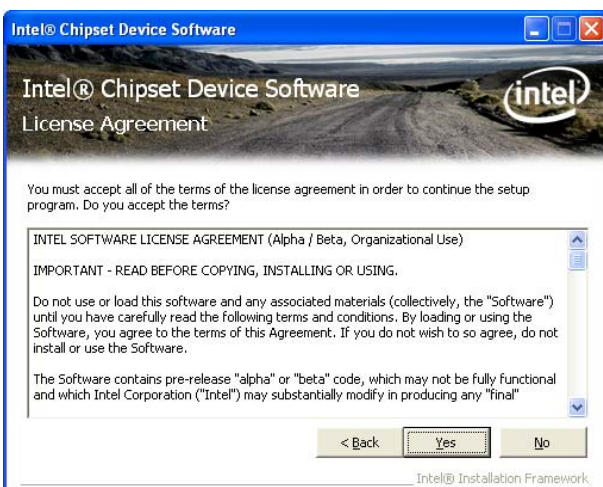 Intel® Chipset Device Software
Intel® Chipset Device Software
intel
License Agreement
You must accept all of the terms of the license agreement in order to continue the setup
program. Do you accept the terms?
INTEL SOFTWARE LICENSE AGREEMENT (Alpha / Beta, Organizational Use)
IMPORTANT - READ BEFORE COPYING, INSTALLING OR USING.
Do not use or load this software and any associated materials (collectively, the "Software")
until you have carefully read the following terms and conditions. By loading or using the
Software, you agree to the terms of this Agreement. If you do not wish to so agree, do not
install or use the Software.
The Software contains pre-release "alpha" or "beta" code, which may not be fully functional
and which Intel Corporation ("Intel") may substantially modify in producing any "final"
< Back Yes No
Intel® Installation Framework